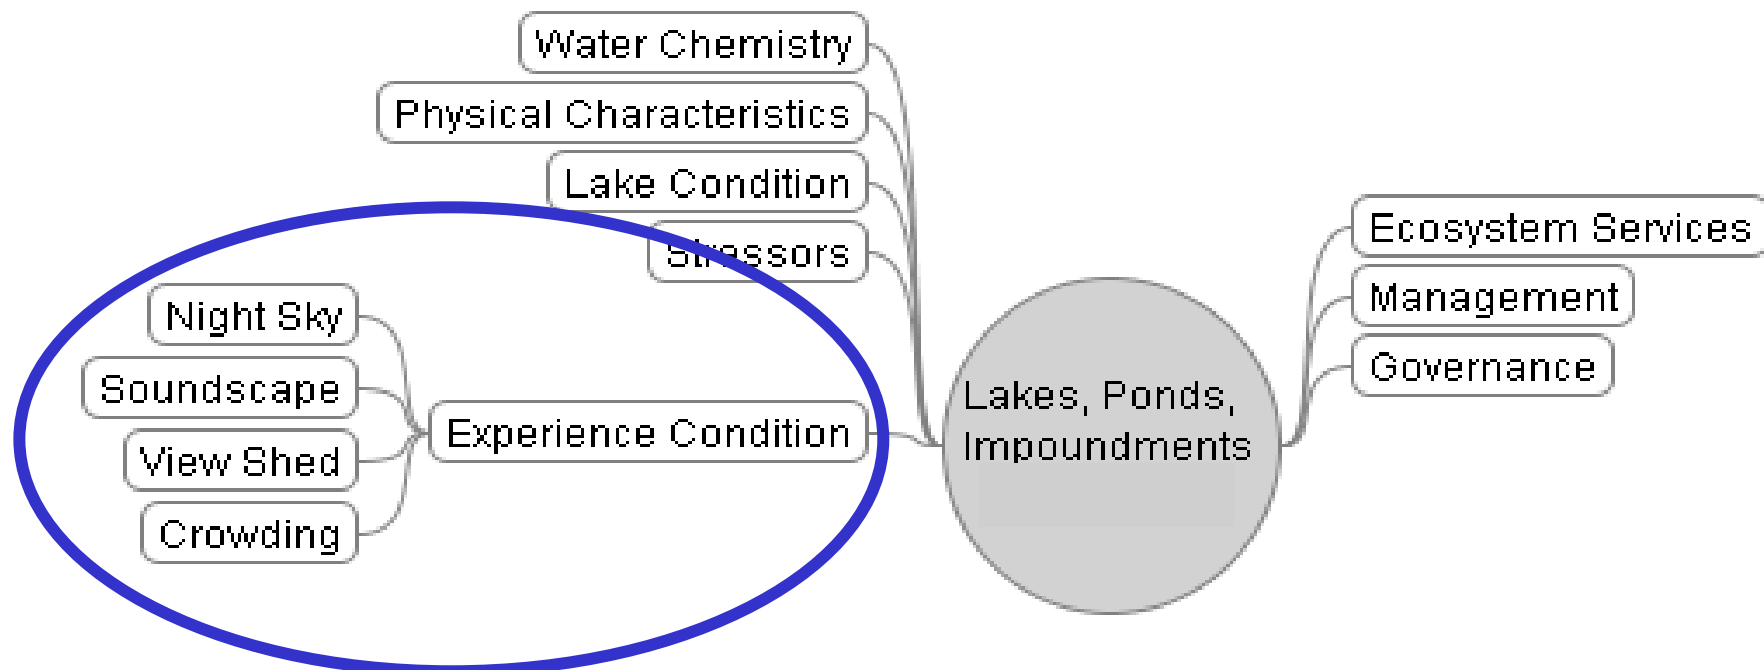 Water Chemistry
Physical Characteristics
Lake Condition
Stressors
Night Sky
Soundscape
View Shed
Crowding
Experience Condition
Lakes, Ponds,
Impoundments
Ecosystem Services
Management
Governance